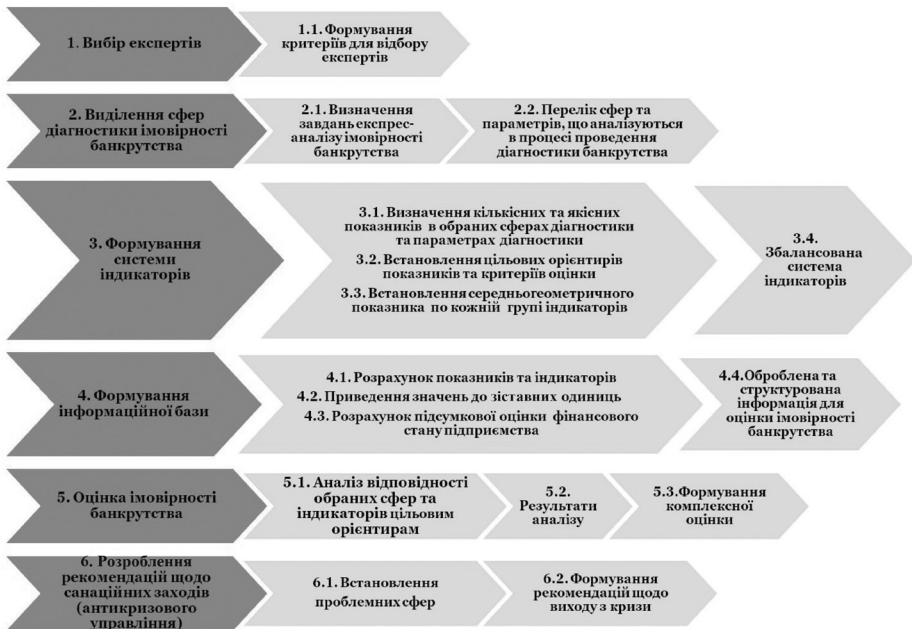 1. Вибір експертів
1.1. Формування
критеріїв для відбору
експертів
2. Виділення сфер
діагностики імовірності
банкрутства
2.1. Визначення
завдань експрес-
аналізу імовірності
банкрутства
2.2. Перелік сфер та
параметрів, що аналізуються
в процесі проведення
діагностики банкрутства
3. Формування
системи
індикаторів
3.1. Визначення кількісних та якісних
показників в обраних сферах діагностики
та параметрах діагностики
3.2. Встановлення цільових орієнтирів
показників та критеріїв оцінки
3.3. Встановлення середньогеометричного
показника по кожній групі індикаторів
3.4.
Збалансована
система
індикаторів
4. Формування
інформаційної бази
4.1. Розрахунок показників та індикаторів
4.2. Приведення значень до зіставних одиниць
4.3. Розрахунок підсумкової оцінки фінансового
стану підприємства
4.4.Оброблена та
структурована
інформація для
оцінки імовірності
банкрутства
5. Оцінка імовірності
банкрутства
5.1. Аналіз відповідності
обраних сфер та
індикаторів цільовим
орієнтирам
5.2.
Результати
аналізу
5.3.Формування
комплексної
оцінки
6. Розроблення
рекомендацій щодо
санаційних заходів
(антикризового
управління)
6.1. Встановлення
проблемних сфер
6.2. Формування
рекомендацій щодо
виходу з кризи